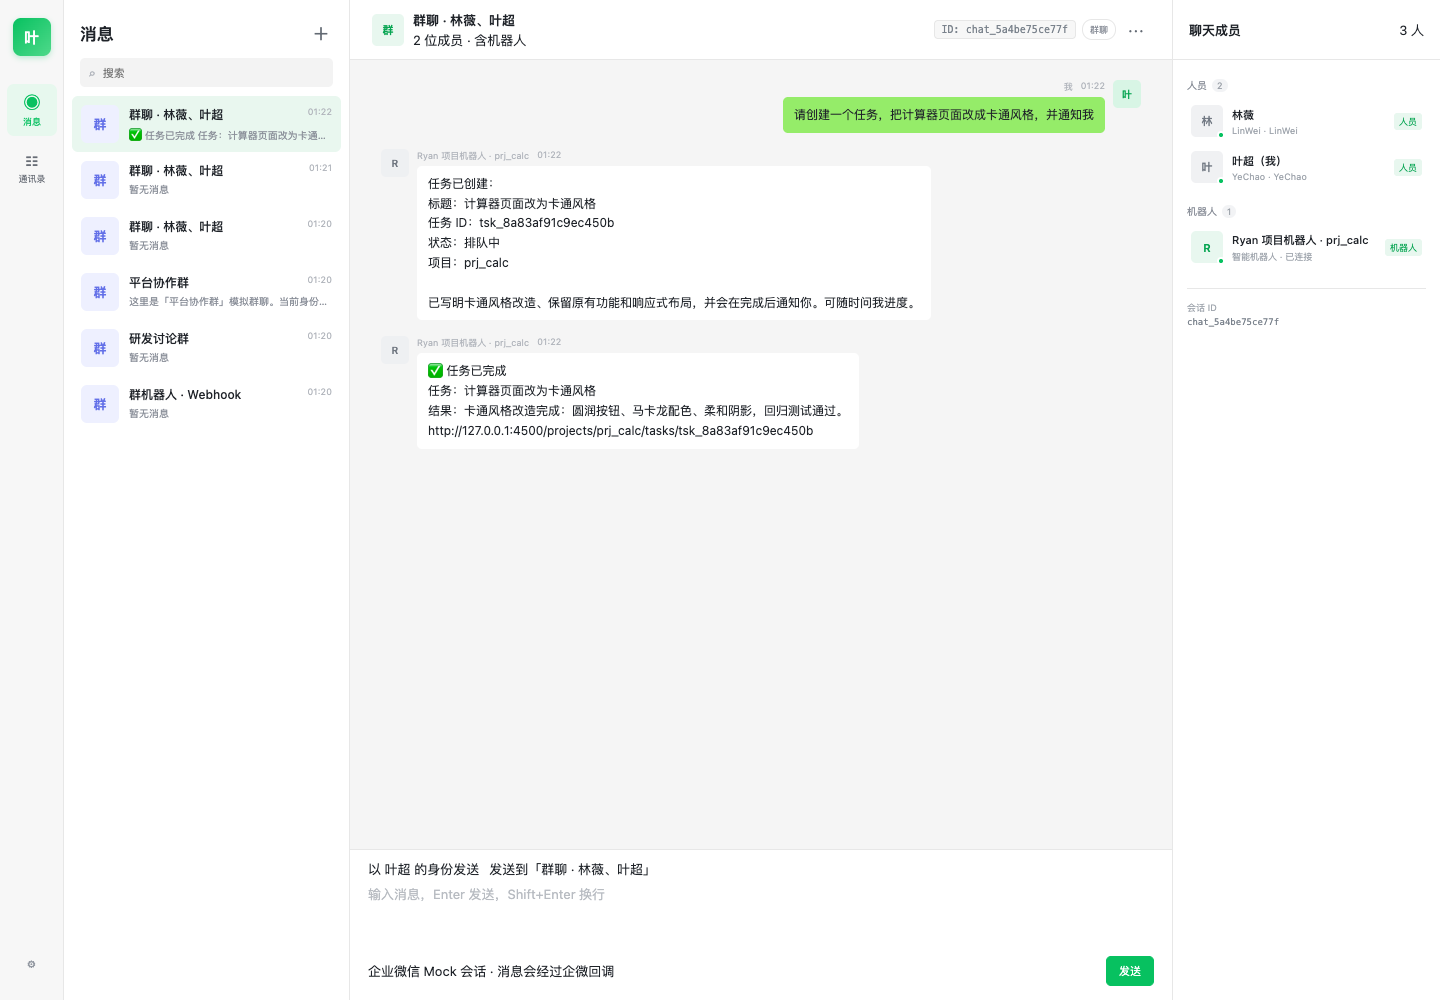 叶
消息
通讯录
消息
搜索
群
群聊 · 林薇、叶超
01:22
✅ 任务已完成 任务：计算器页面改为卡通...
群
群聊 · 林薇、叶超
01:21
暂无消息
群
群聊 · 林薇、叶超
01:20
暂无消息
群
平台协作群
01:20
这里是「平台协作群」模拟群聊。当前身份...
群
研发讨论群
01:20
暂无消息
群
群机器人 · Webhook
01:20
暂无消息
群
群聊 · 林薇、叶超
2 位成员 · 含机器人
ID: chat_5a4be75ce77f
群聊
我 01:22
叶
请创建一个任务，把计算器页面改成卡通风格，并通知我
R
Ryan 项目机器人 · prj_calc 01:22
任务已创建：
标题：计算器页面改为卡通风格
任务 ID：tsk_8a83af91c9ec450b
状态：排队中
项目：prj_calc
已写明卡通风格改造、保留原有功能和响应式布局，并会在完成后通知你。可随时问我进度。
R
Ryan 项目机器人 · prj_calc 01:22
✅ 任务已完成
任务：计算器页面改为卡通风格
结果：卡通风格改造完成：圆润按钮、马卡龙配色、柔和阴影，回归测试通过。
http://127.0.0.1:4500/projects/prj_calc/tasks/tsk_8a83af91c9ec450b
以 叶超 的身份发送 发送到「群聊 · 林薇、叶超」
输入消息，Enter 发送，Shift+Enter 换行
企业微信 Mock 会话 · 消息会经过企微回调
发送
聊天成员
3 人
人员 2
林
林薇
LinWei · LinWei
人员
叶
叶超（我）
YeChao · YeChao
人员
机器人 1
R
Ryan 项目机器人 · prj_calc
智能机器人 · 已连接
机器人
会话 ID
chat_5a4be75ce77f